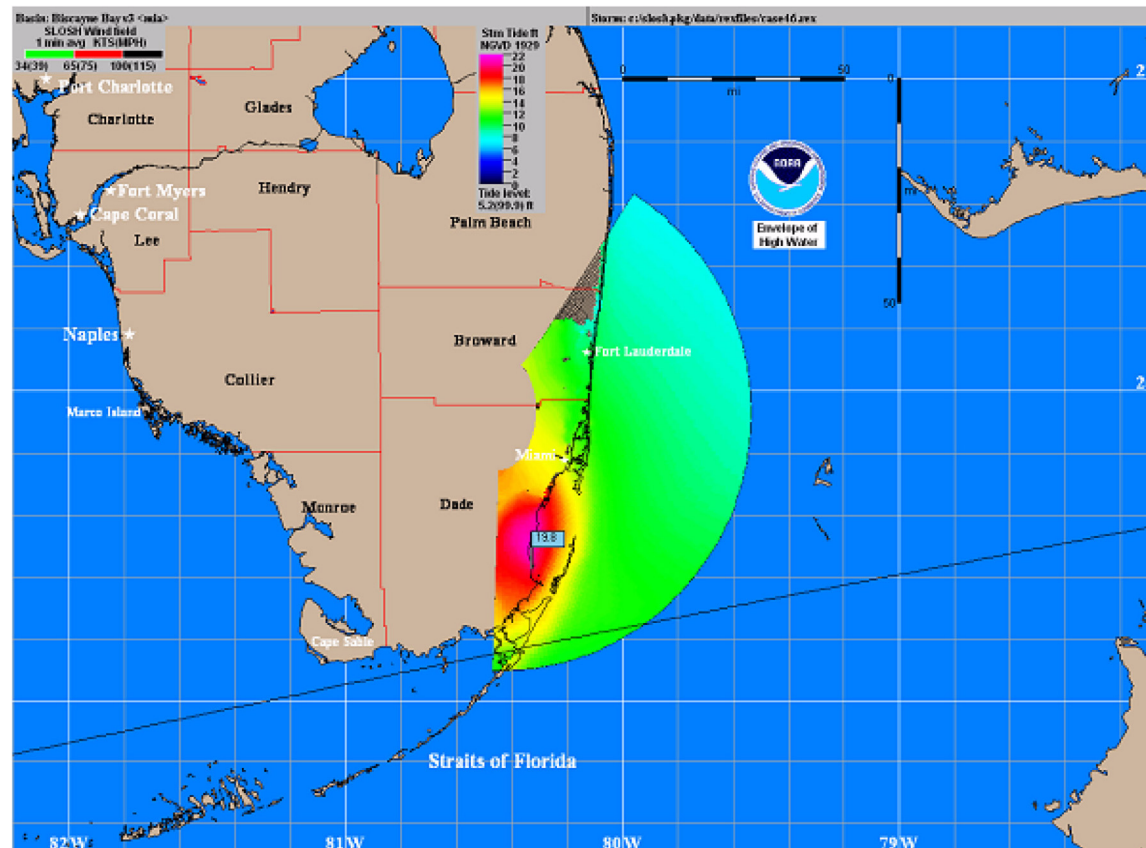 Basin: Biscayne Bay v3 <mia>
Storm: c:/slosh.pkg/data/rexfiles/case46.rex
SLOSH Wind field
1 min avg KTS(MPH)
34(39) 65(75) 100(115)
Stm Tide ft
NGVD 1929
22
20
18
16
14
12
10
8
6
4
2
0
Tide level:
5.2(99.9) ft
0 50
mi
0
mi
50
NOAA
Envelope of
High Water
Port Charlotte
Charlotte
Glades
Fort Myers
Hendry
Cape Coral
Lee
Palm Beach
Naples
Broward
Fort Lauderdale
Collier
Marco Island
Miami
Monroe
Dade
19.8
Cape Sable
Straits of Florida
82W 81W 80W 79W